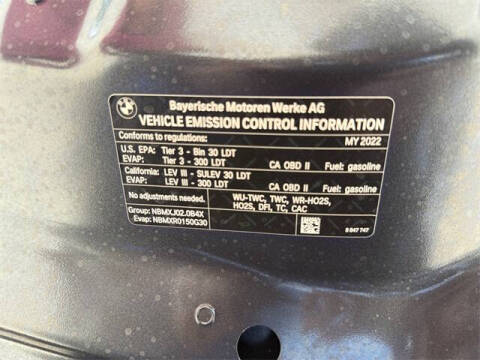 Bayerische Motoren Werke AG
VEHICLE EMISSION CONTROL INFORMATION
Conforms to regulations: MY 2022
U.S. EPA: Tier 3 - Bin 30 LDT
EVAP: Tier 3 - 300 LDT CA OBD II Fuel: gasoline
California: LEV III - SULEV 30 LDT
EVAP: LEV III - 300 LDT CA OBD II Fuel: gasoline
No adjustments needed. WU-TWC, TWC, WR-HO2S,
HO2S, DFI, TC, CAC
Group: NBMXJ02.0B4X
Evap: NBMXR0150G30
9 847 747